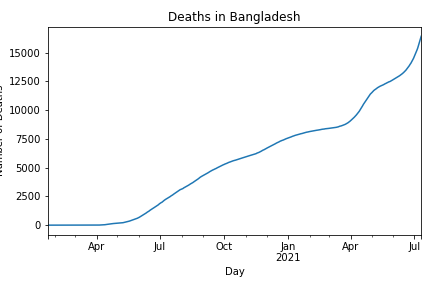 Deaths in Bangladesh
Number of Deaths
15000
12500
10000
7500
5000
2500
0
Apr
Jul
Oct
Jan
2021
Apr
Jul
Day